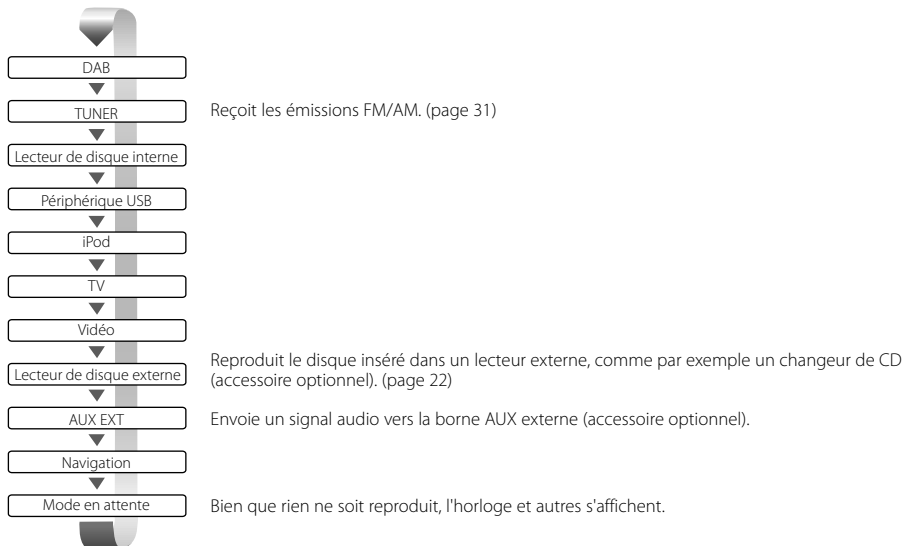 DAB
TUNER
Reçoit les émissions FM/AM. (page 31)
Lecteur de disque interne
Périphérique USB
iPod
TV
Vidéo
Lecteur de disque externe
Reproduit le disque inséré dans un lecteur externe, comme par exemple un changeur de CD
(accessoire optionnel). (page 22)
AUX EXT
Envoie un signal audio vers la borne AUX externe (accessoire optionnel).
Navigation
Mode en attente
Bien que rien ne soit reproduit, l'horloge et autres s'affichent.